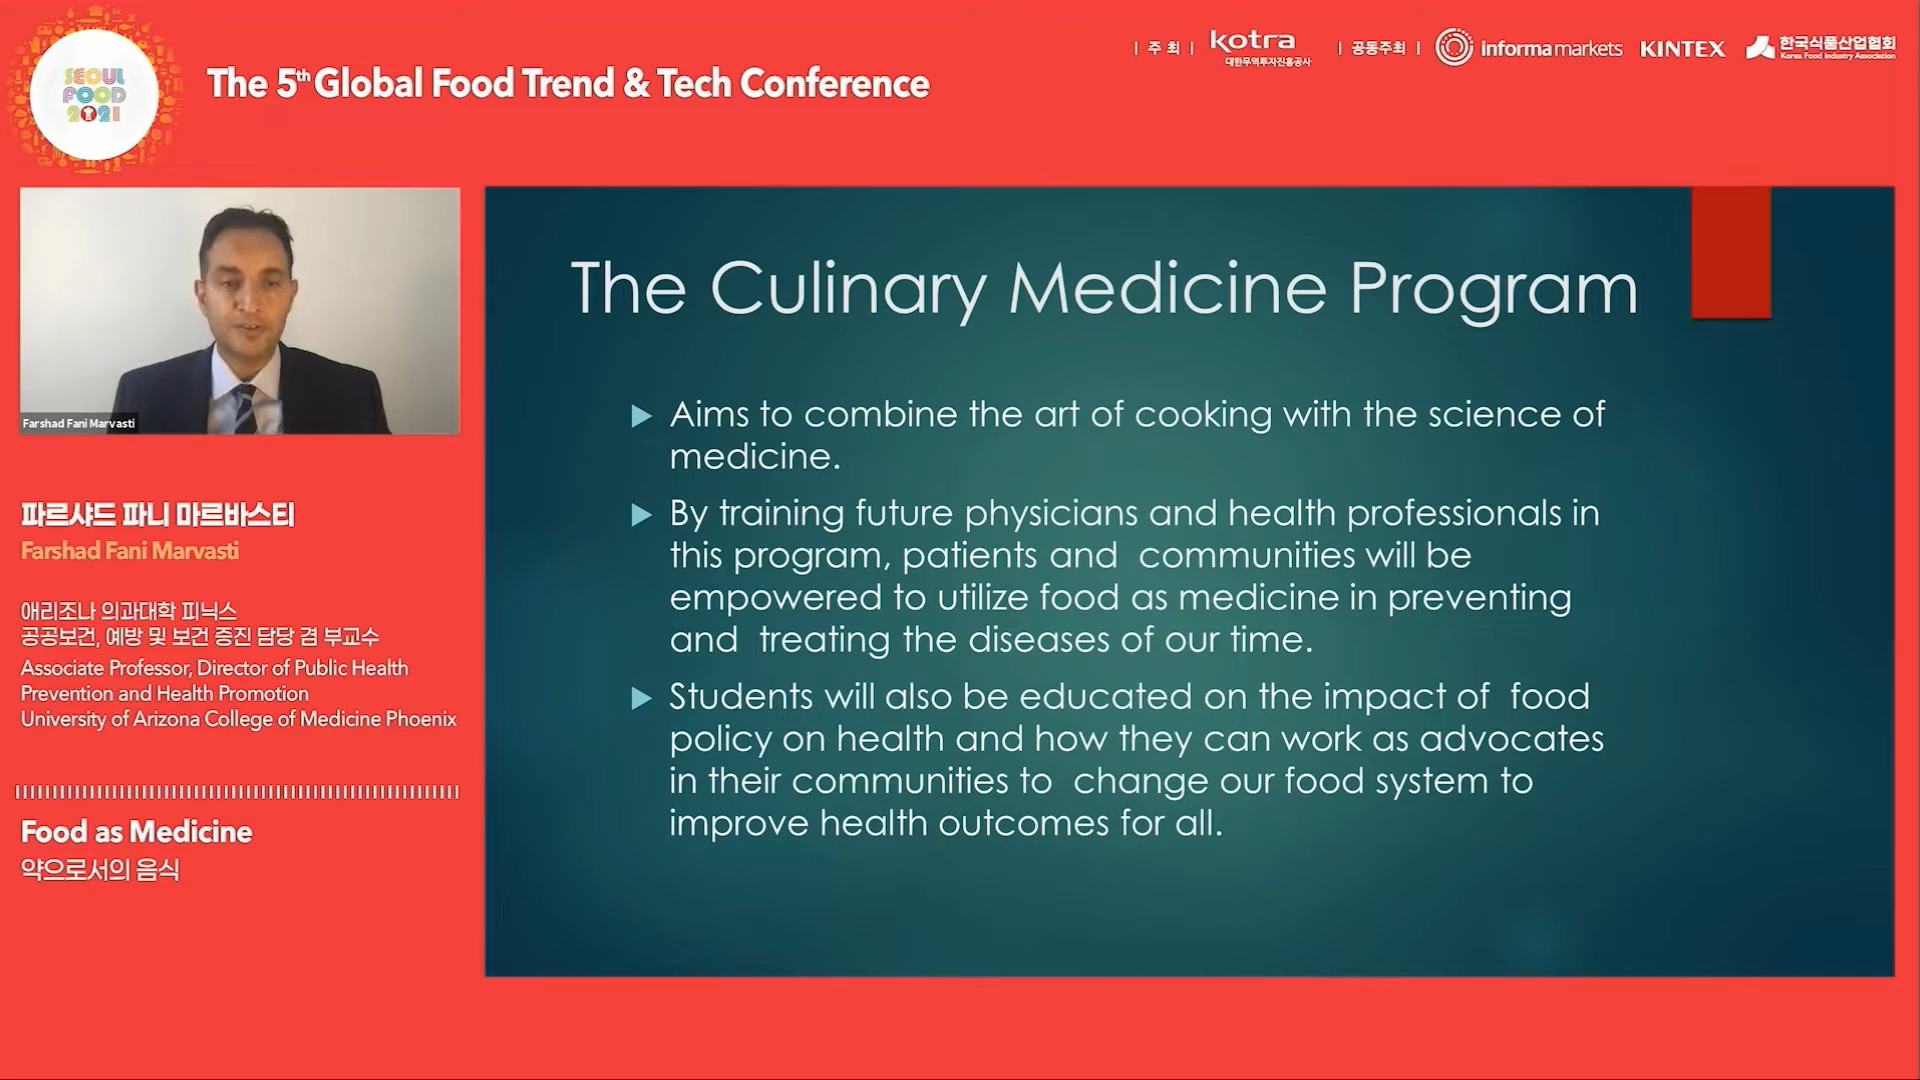 SEOUL
FOOD
2021
The 5th Global Food Trend & Tech Conference
| 주 최 |
kotra
대한무역투자진흥공사
| 공동주최 |
informa markets
KINTEX
한국식품산업협회
Korea Food Industry Association
Farshad Fani Marvasti
파르샤드 파니 마르바스티
Farshad Fani Marvasti
애리조나 의과대학 피닉스
공공보건, 예방 및 보건 증진 담당 겸 부교수
Associate Professor, Director of Public Health
Prevention and Health Promotion
University of Arizona College of Medicine Phoenix
Food as Medicine
약으로서의 음식
The Culinary Medicine Program
Aims to combine the art of cooking with the science of
medicine.
By training future physicians and health professionals in
this program, patients and communities will be
empowered to utilize food as medicine in preventing
and treating the diseases of our time.
Students will also be educated on the impact of food
policy on health and how they can work as advocates
in their communities to change our food system to
improve health outcomes for all.